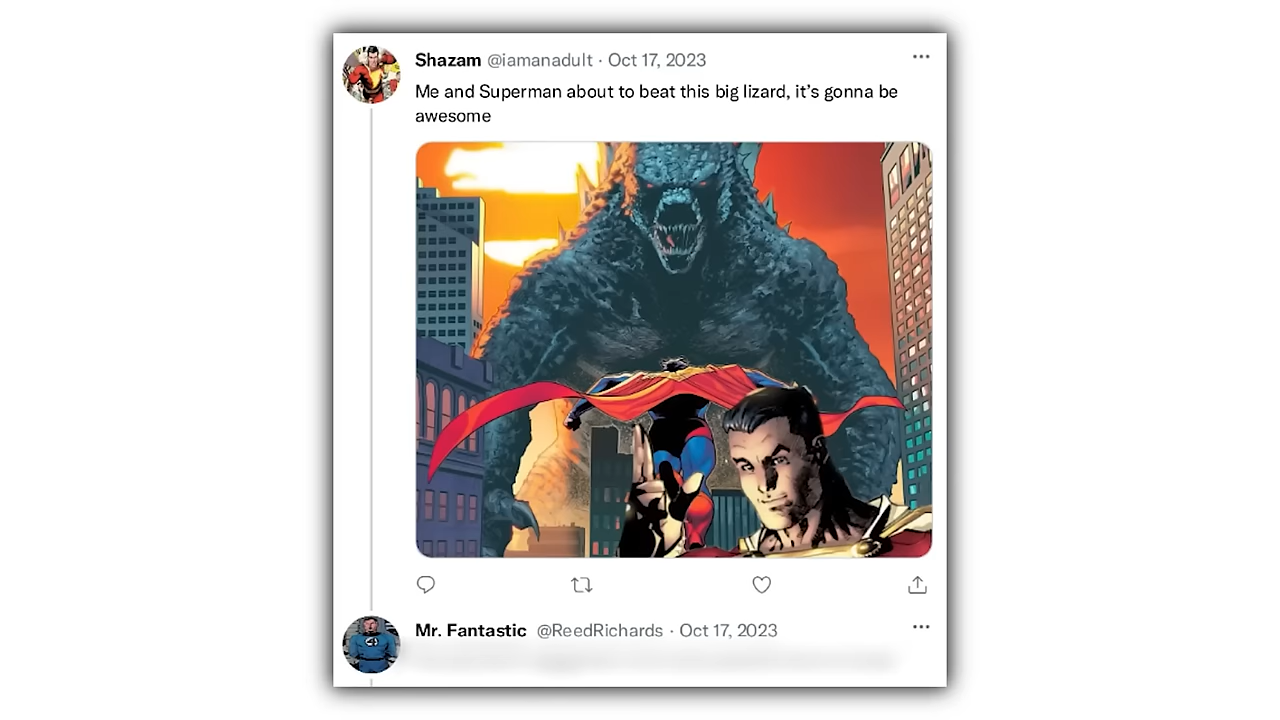 Shazam @iamanadult · Oct 17, 2023
Me and Superman about to beat this big lizard, it’s gonna be
awesome
Mr. Fantastic @ReedRichards · Oct 17, 2023